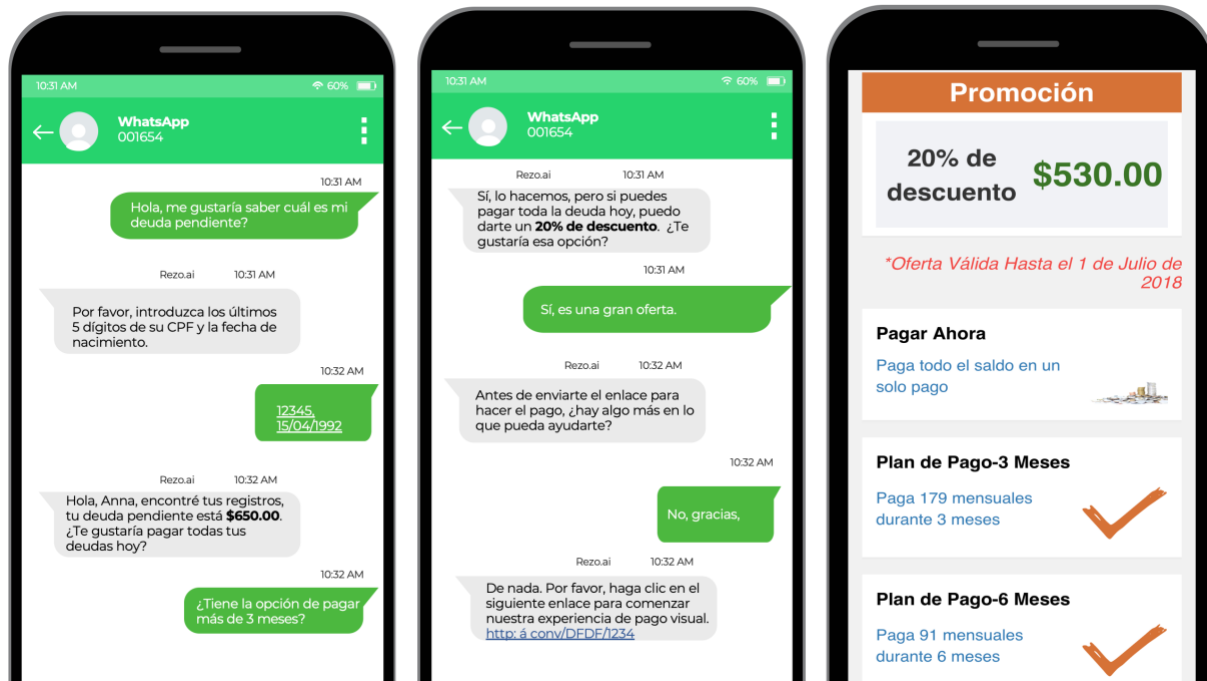 10:31 AM
60%
WhatsApp
001654
10:31 AM
Hola, me gustaría saber cuál es mi
deuda pendiente?
Rezo.ai 10:31 AM
Por favor, introduzca los últimos
5 dígitos de su CPF y la fecha de
nacimiento.
10:32 AM
12345,
15/04/1992
Rezo.ai 10:32 AM
Hola, Anna, encontré tus registros,
tu deuda pendiente está $650.00.
¿Te gustaría pagar todas tus
deudas hoy?
10:32 AM
¿Tiene la opción de pagar
más de 3 meses?
10:31 AM
60%
WhatsApp
001654
Rezo.ai 10:31 AM
Sí, lo hacemos, pero si puedes
pagar toda la deuda hoy, puedo
darte un 20% de descuento. ¿Te
gustaría esa opción?
10:31 AM
Sí, es una gran oferta.
Rezo.ai 10:32 AM
Antes de enviarte el enlace para
hacer el pago, ¿hay algo más en lo
que pueda ayudarte?
10:32 AM
No, gracias,
Rezo.ai 10:32 AM
De nada. Por favor, haga clic en el
siguiente enlace para comenzar
nuestra experiencia de pago visual.
http: á conv/DFDF/1234
Promoción
20% de
descuento
$530.00
*Oferta Válida Hasta el 1 de Julio de
2018
Pagar Ahora
Paga todo el saldo en un
solo pago
Plan de Pago-3 Meses
Paga 179 mensuales
durante 3 meses
Plan de Pago-6 Meses
Paga 91 mensuales
durante 6 meses